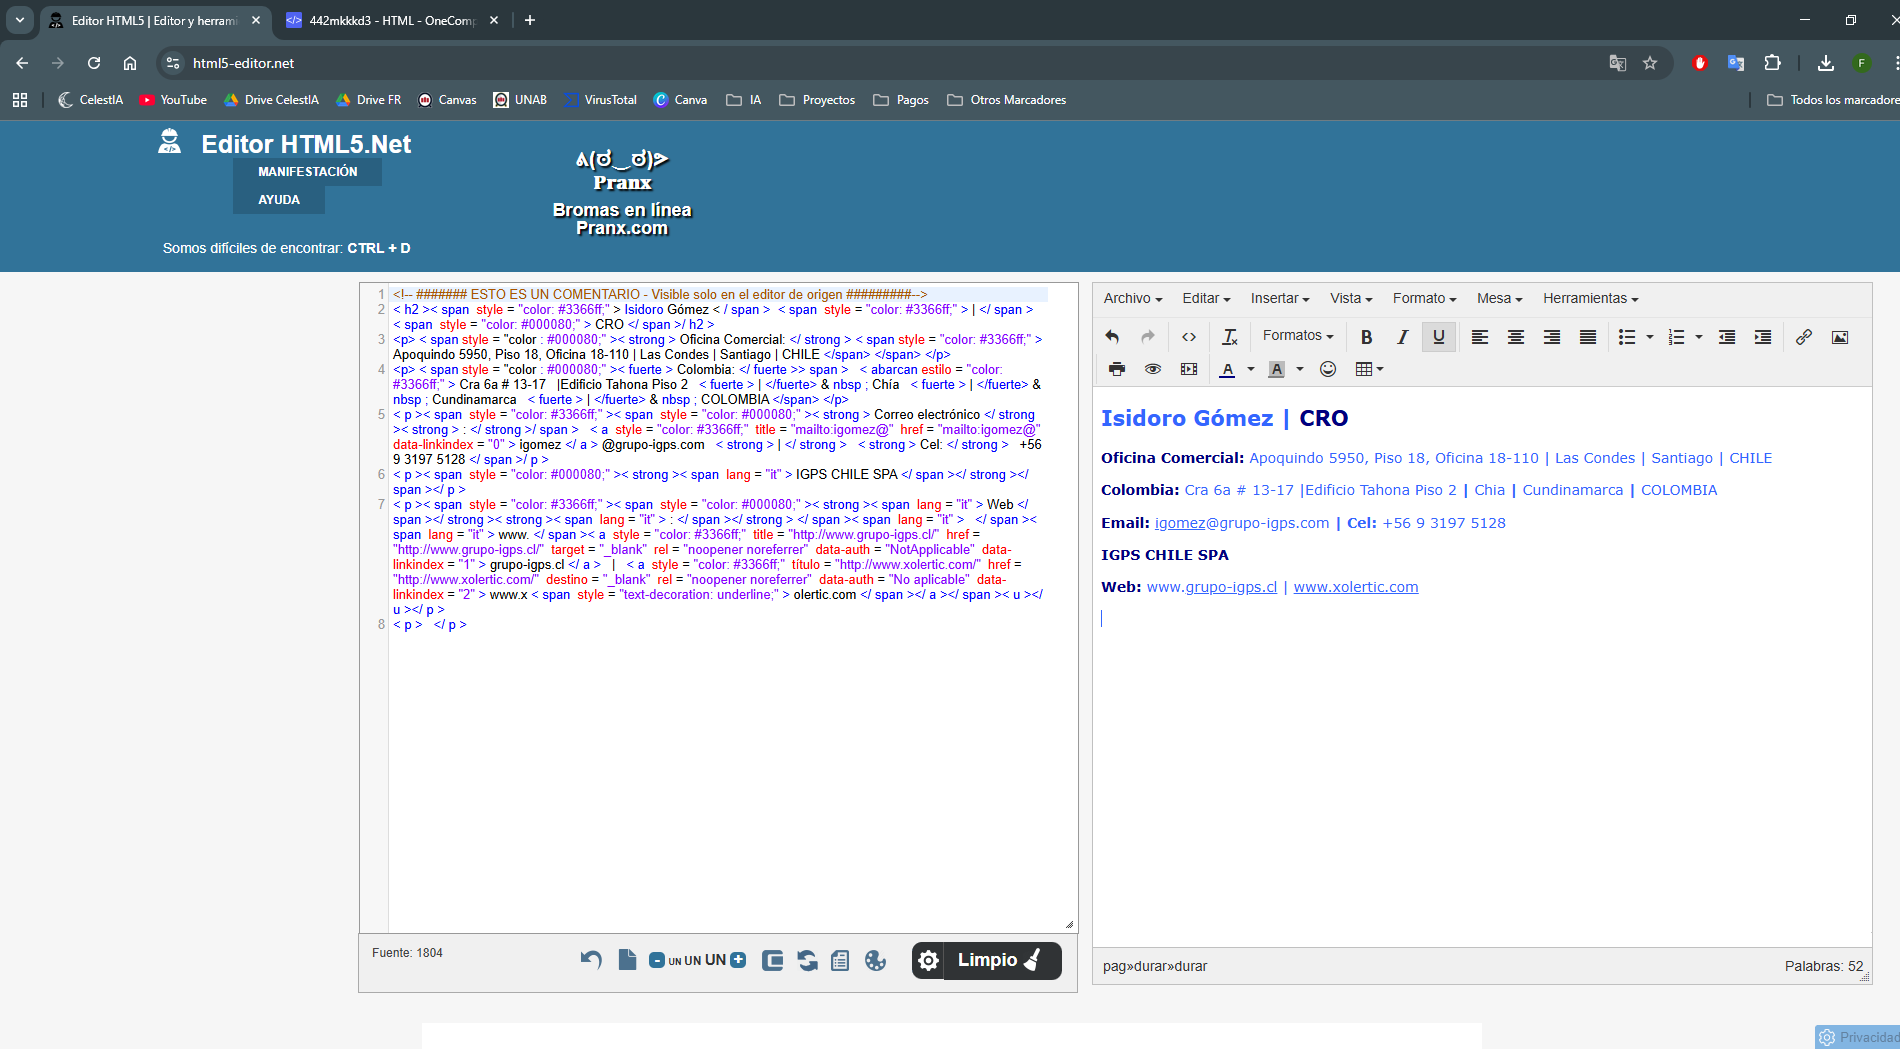 Editor HTML5 | Editor y herrami
442mkkkd3 - HTML - OneComp
html5-editor.net
CelestIA
YouTube
Drive CelestIA
Drive FR
Canvas
UNAB
VirusTotal
Canva
IA
Proyectos
Pagos
Otros Marcadores
Todos los marcadore
Editor HTML5.Net
MANIFESTACIÓN
AYUDA
Somos difíciles de encontrar: CTRL + D
Pranx
Bromas en línea
Pranx.com
1 <!-- ####### ESTO ES UN COMENTARIO - Visible solo en el editor de origen #########-->
2 < h2 >< span style = "color: #3366ff;" > Isidoro Gómez < / span > < span style = "color: #3366ff;" > | </ span >
< span style = "color: #000080;" > CRO </ span >/ h2 >
3 <p> < span style = "color : #000080;" > < strong > Oficina Comercial: </ strong > < span style = "color: #3366ff;" >
Apoquindo 5950, Piso 18, Oficina 18-110 | Las Condes | Santiago | CHILE </span> </span> </p>
4 <p> < span style = "color : #000080;" >< fuerte > Colombia: </ fuerte >> span > < abarcan estilo = "color:
#3366ff;" > Cra 6a # 13-17 |Edificio Tahona Piso 2 < fuerte > | </fuerte> & nbsp ; Chía < fuerte > | </fuerte> &
nbsp ; Cundinamarca < fuerte > | </fuerte> & nbsp ; COLOMBIA </span> </p>
5 < p >< span style = "color: #3366ff;" >< span style = "color: #000080;" >< strong > Correo electrónico </ strong
>< strong > : </ strong >/ span > < a style = "color: #3366ff;" title = "mailto:igomez@" href = "mailto:igomez@"
data-linkindex = "0" > igomez </ a > @grupo-igps.com < strong > | </ strong > < strong > Cel: </ strong > +56
9 3197 5128 </ span >/ p >
6 < p >< span style = "color: #000080;" >< strong >< span lang = "it" > IGPS CHILE SPA </ span ></ strong ></
span ></ p >
7 < p >< span style = "color: #3366ff;" >< span style = "color: #000080;" >< strong >< span lang = "it" > Web </
span ></ strong >< strong >< span lang = "it" > : </ span ></ strong > </ span >< span lang = "it" > </ span ><
span lang = "it" > www. </ span >< a style = "color: #3366ff;" title = "http://www.grupo-igps.cl/" href =
"http://www.grupo-igps.cl/" target = "_blank" rel = "noopener noreferrer" data-auth = "NotApplicable" data-
linkindex = "1" > grupo-igps.cl </ a > | < a style = "color: #3366ff;" título = "http://www.xolertic.com/" href =
"http://www.xolertic.com/" destino = "_blank" rel = "noopener noreferrer" data-auth = "No aplicable" data-
linkindex = "2" > www.x < span style = "text-decoration: underline;" > olertic.com </ span ></ a ></ span >< u ></
u ></ p >
8 < p > </ p >
Fuente: 1804
UN UN UN
Limpio
Archivo Editar Insertar Vista Formato Mesa Herramientas
Formatos B I U
A A
Isidoro Gómez | CRO
Oficina Comercial: Apoquindo 5950, Piso 18, Oficina 18-110 | Las Condes | Santiago | CHILE
Colombia: Cra 6a # 13-17 |Edificio Tahona Piso 2 | Chia | Cundinamarca | COLOMBIA
Email: igomez@grupo-igps.com | Cel: +56 9 3197 5128
IGPS CHILE SPA
Web: www.grupo-igps.cl | www.xolertic.com
pag»durar»durar
Palabras: 52
Privacidad